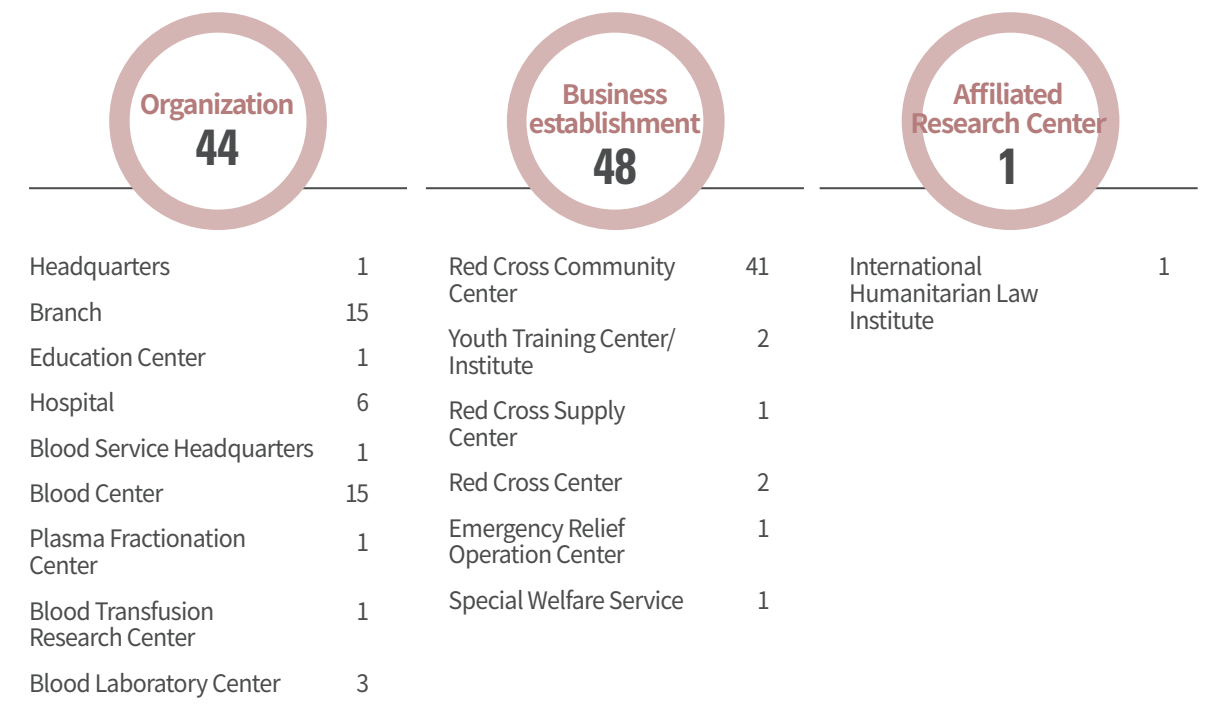 Organization
44
Headquarters 1
Branch 15
Education Center 1
Hospital 6
Blood Service Headquarters 1
Blood Center 15
Plasma Fractionation 1
Center
Blood Transfusion 1
Research Center
Blood Laboratory Center 3
Business
establishment
48
Red Cross Community 41
Center
Youth Training Center/ 2
Institute
Red Cross Supply 1
Center
Red Cross Center 2
Emergency Relief 1
Operation Center
Special Welfare Service 1
Affiliated
Research Center
1
International 1
Humanitarian Law
Institute